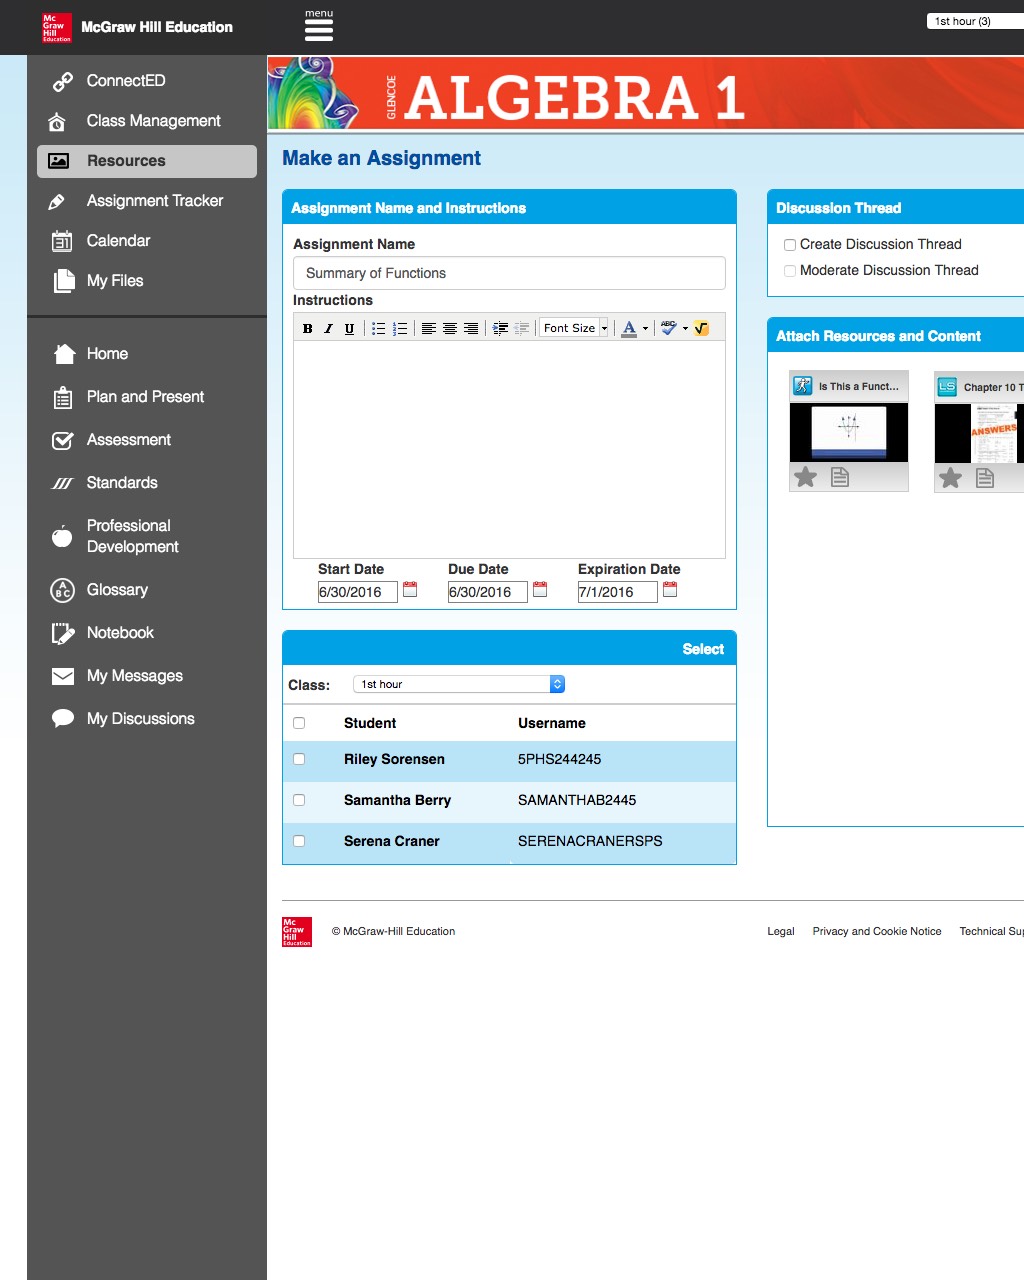 Mc
Graw
Hill
Education
McGraw Hill Education
menu
1st hour (3)
ConnectED
Class Management
Resources
Assignment Tracker
31
Calendar
My Files
Home
Plan and Present
Assessment
Standards
Professional
Development
A
B C
Glossary
Notebook
My Messages
My Discussions
GLENCOE
ALGEBRA 1
Make an Assignment
Assignment Name and Instructions
Assignment Name
Summary of Functions
Instructions
B I U Font Size A ABC
Start Date Due Date Expiration Date
6/30/2016 6/30/2016 7/1/2016
Select
Class: 1st hour
Student Username
Riley Sorensen 5PHS244245
Samantha Berry SAMANTHAB2445
Serena Craner SERENACRANERSPS
Discussion Thread
Create Discussion Thread
Moderate Discussion Thread
Attach Resources and Content
Is This a Funct...
LS Chapter 10 T
ANSWERS
Mc
Graw
Hill
Education
© McGraw-Hill Education
Legal Privacy and Cookie Notice Technical Su